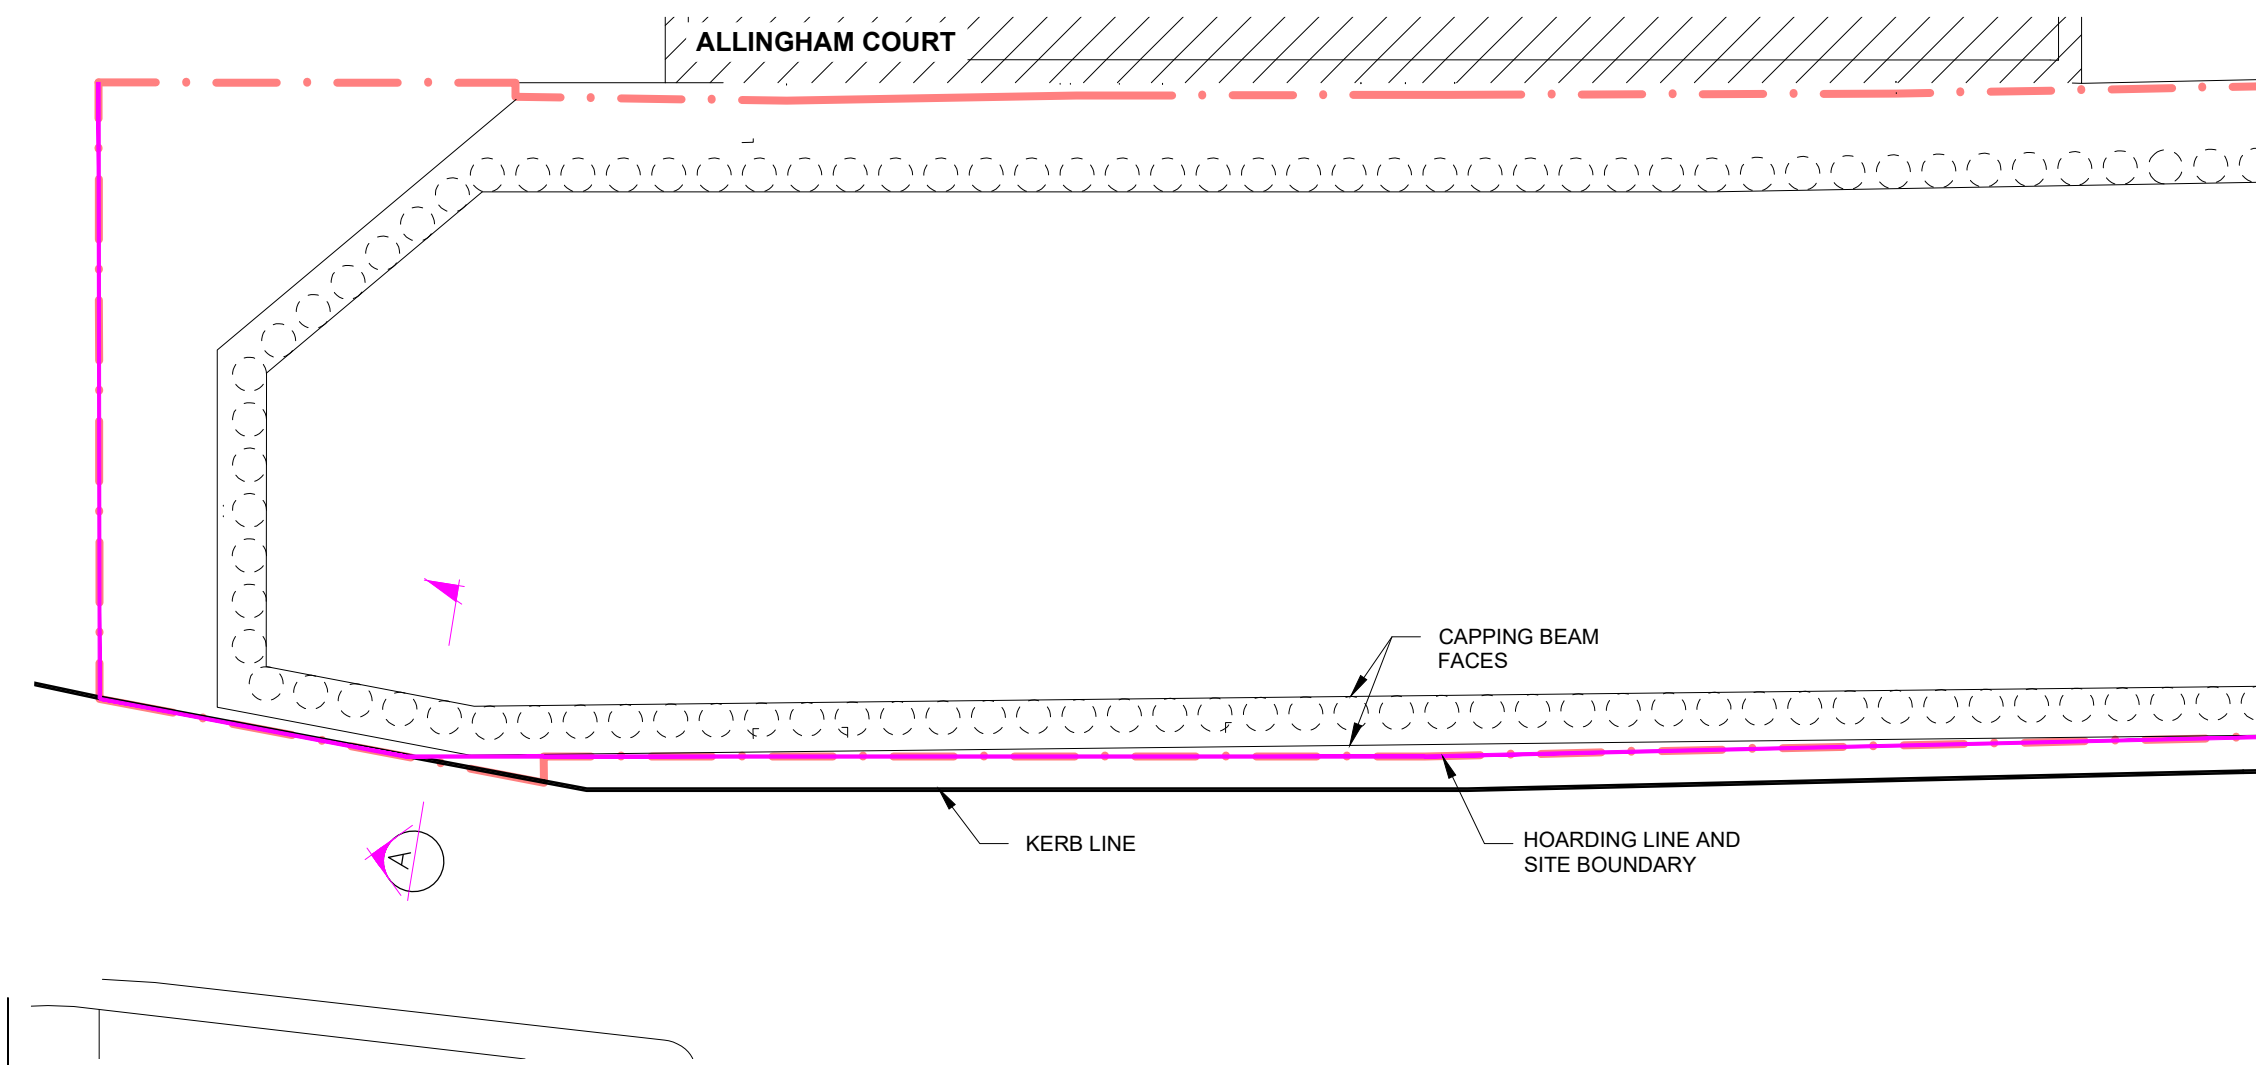 ALLINGHAM COURT
CAPPING BEAM
FACES
KERB LINE
HOARDING LINE AND
SITE BOUNDARY
A